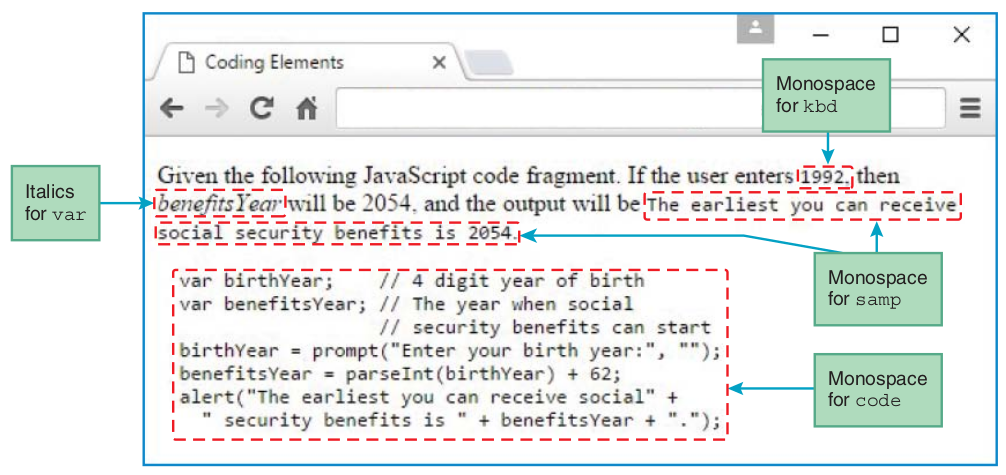 Coding Elements
Monospace
for kbd
Given the following JavaScript code fragment. If the user enters 1992, then
Italics
for var
benefitsYear will be 2054, and the output will be The earliest you can receive
social security benefits is 2054.
Monospace
for samp
var birthYear;    // 4 digit year of birth
var benefitsYear; // The year when social
                  // security benefits can start
birthYear = prompt("Enter your birth year:", "");
benefitsYear = parseInt(birthYear) + 62;
alert("The earliest you can receive social" +
  " security benefits is " + benefitsYear + ".");
Monospace
for code